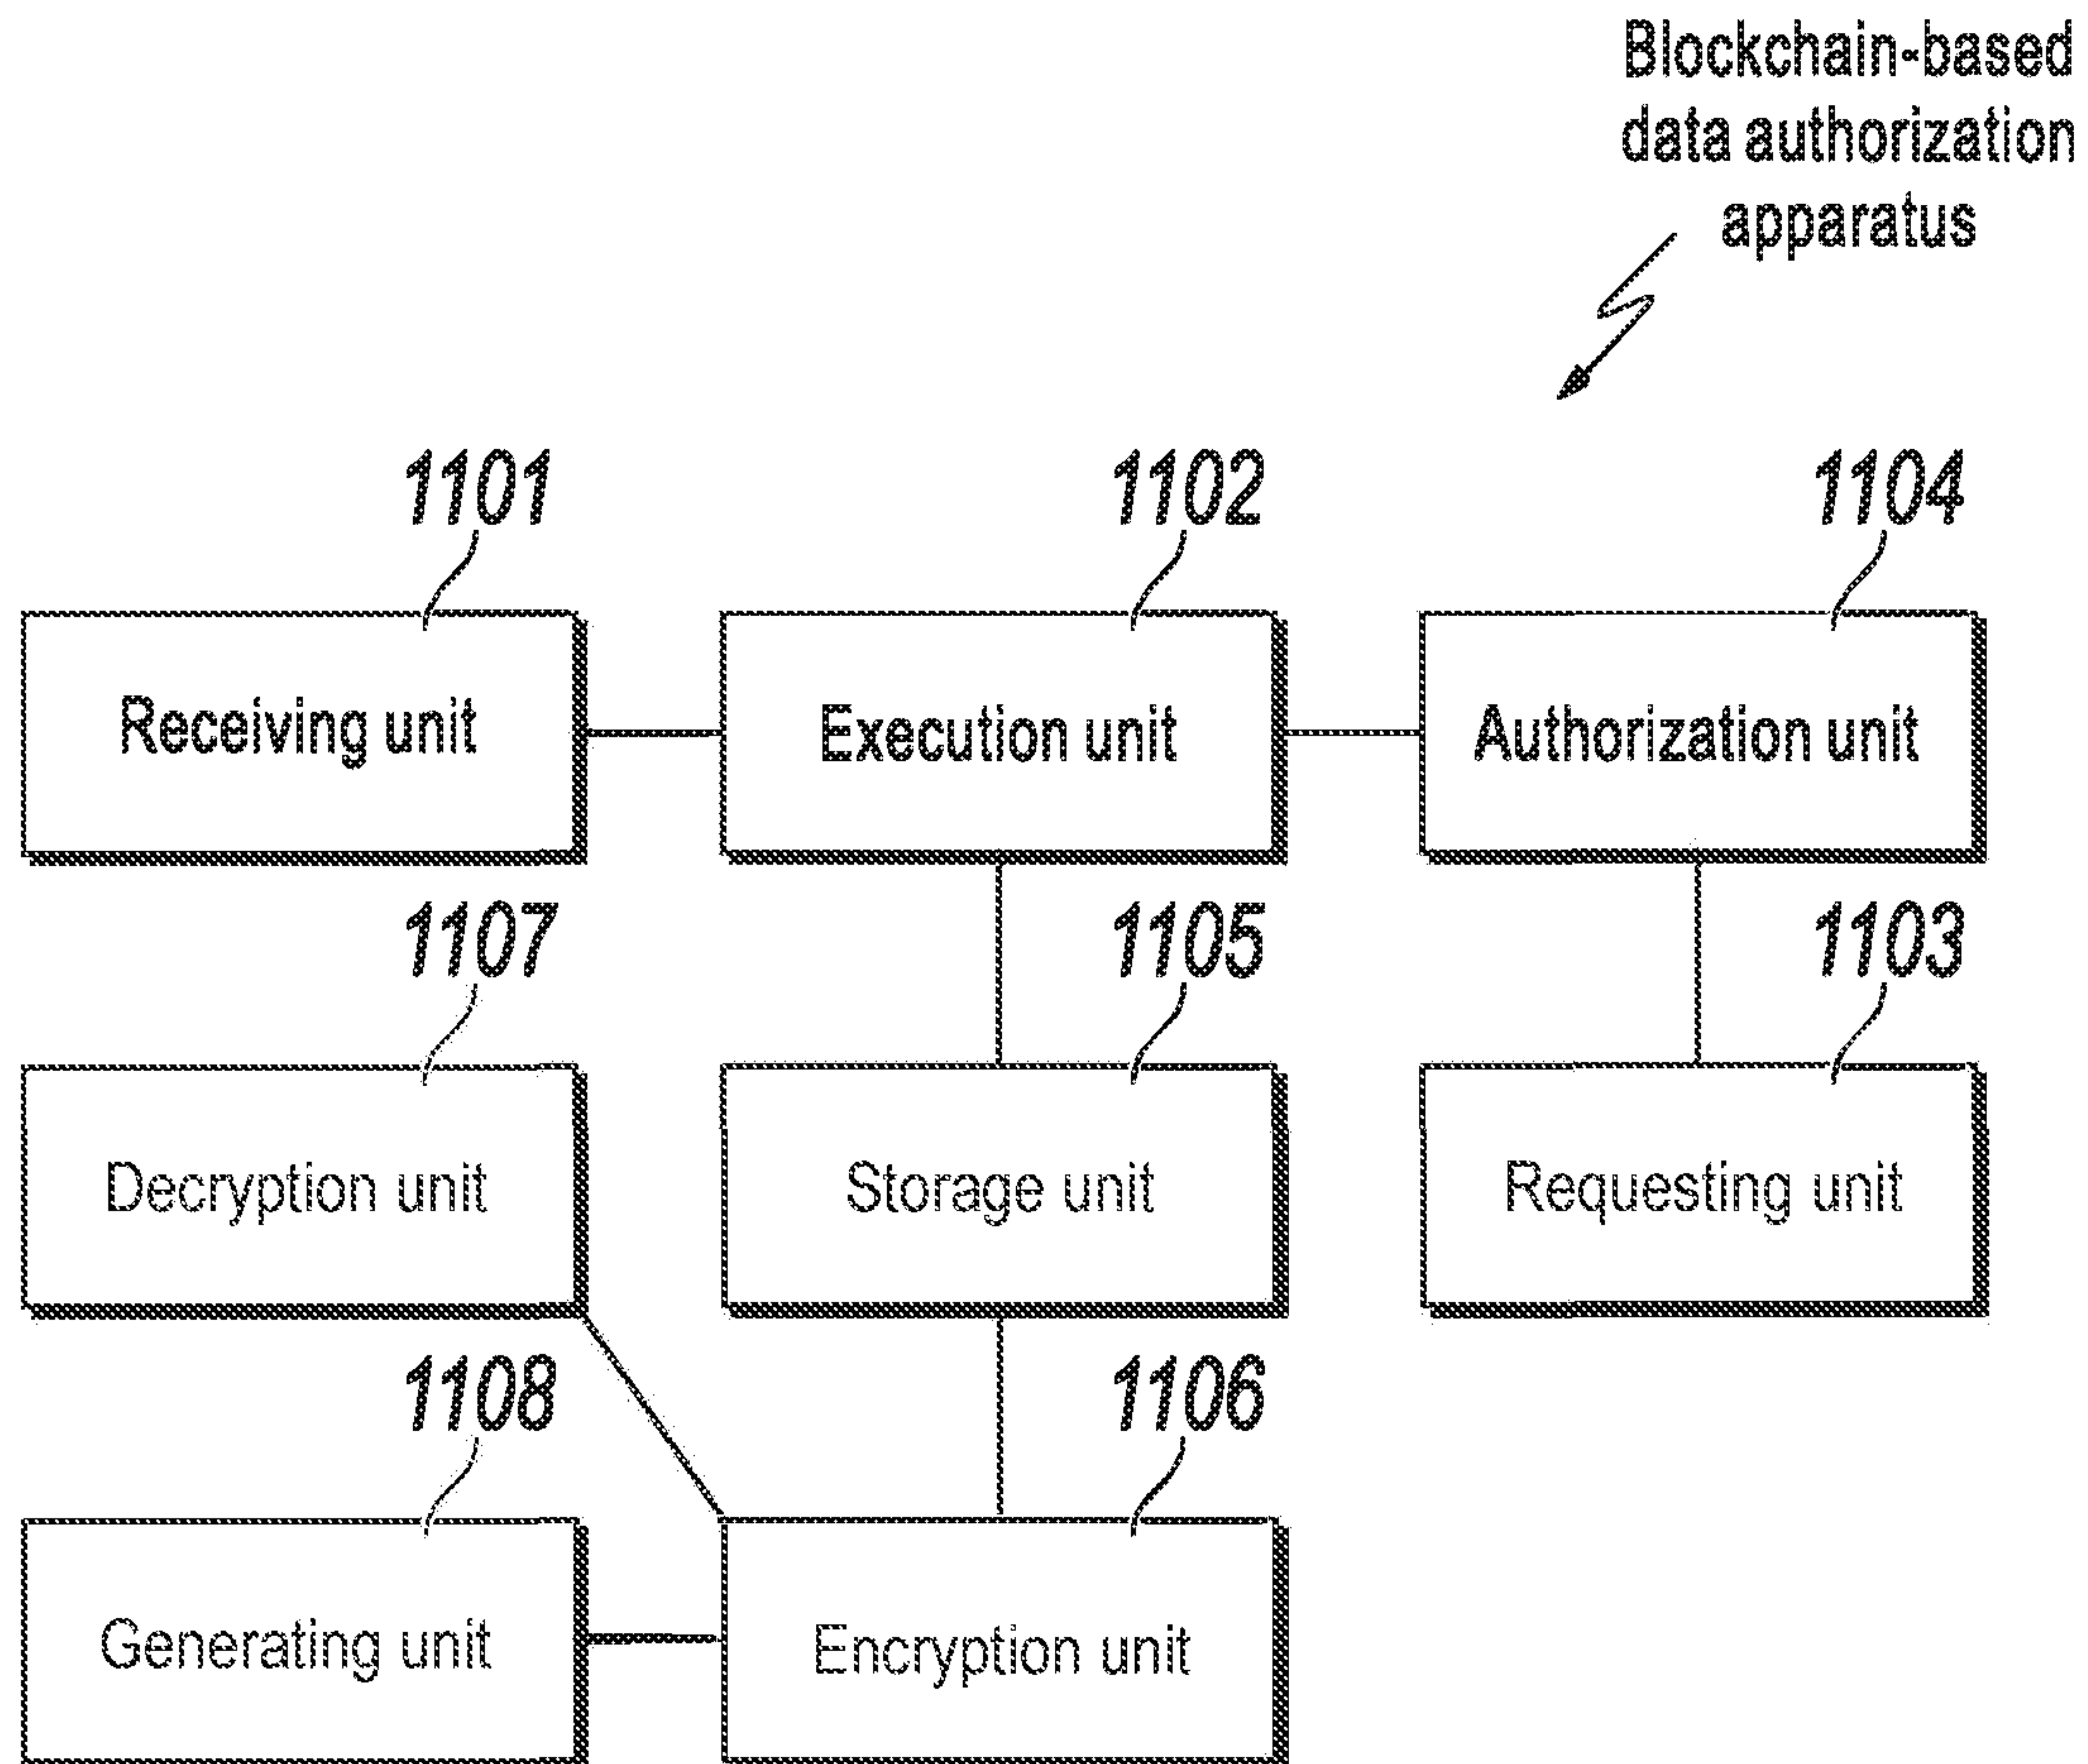 Blockchain-based
data authorization
apparatus
1101
1102
1104
Receiving unit
Execution unit
Authorization unit
1107
1105
1103
Decryption unit
Storage unit
Requesting unit
1108
1106
Generating unit
Encryption unit